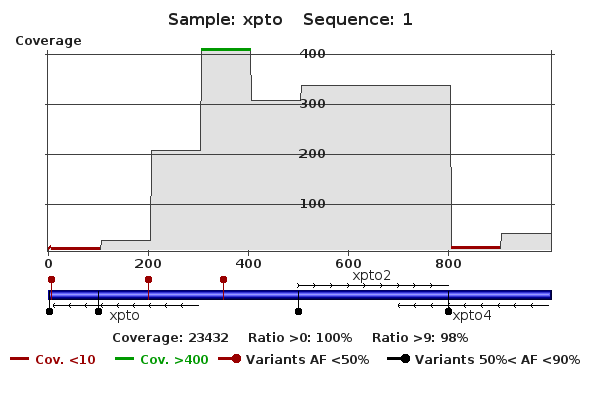 Sample: xpto Sequence: 1
Coverage
400
300
200
100
0 200 400 600 800
xpto2
xpto xpto4
Coverage: 23432 Ratio >0: 100% Ratio >9: 98%
Cov. <10 Cov. >400 Variants AF <50% Variants 50%< AF <90%